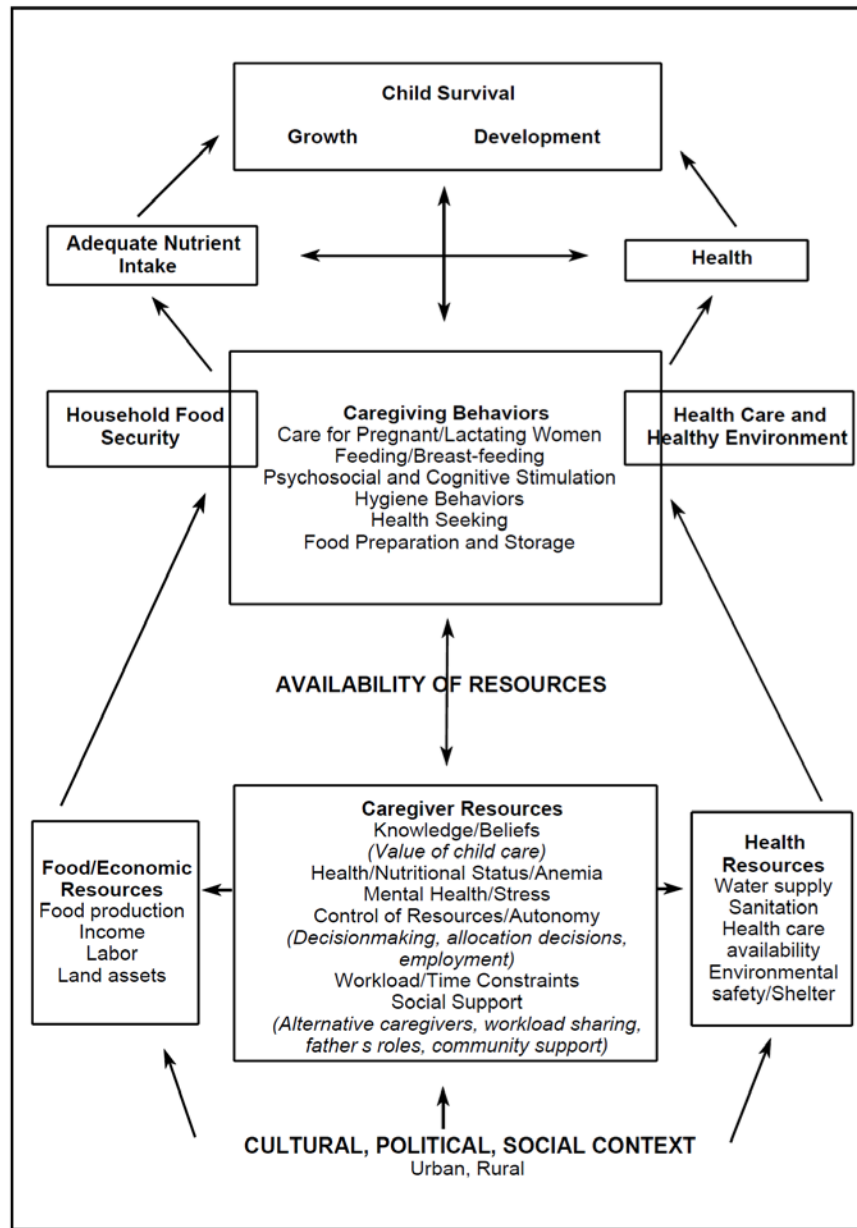 Child Survival
Growth Development
Adequate Nutrient
Intake
Health
Household Food
Security
Caregiving Behaviors
Care for Pregnant/Lactating Women
Feeding/Breast-feeding
Psychosocial and Cognitive Stimulation
Hygiene Behaviors
Health Seeking
Food Preparation and Storage
Health Care and
Healthy Environment
AVAILABILITY OF RESOURCES
Food/Economic
Resources
Food production
Income
Labor
Land assets
Caregiver Resources
Knowledge/Beliefs
(Value of child care)
Health/Nutritional Status/Anemia
Mental Health/Stress
Control of Resources/Autonomy
(Decisionmaking, allocation decisions,
employment)
Workload/Time Constraints
Social Support
(Alternative caregivers, workload sharing,
father s roles, community support)
Health
Resources
Water supply
Sanitation
Health care
availability
Environmental
safety/Shelter
CULTURAL, POLITICAL, SOCIAL CONTEXT
Urban, Rural